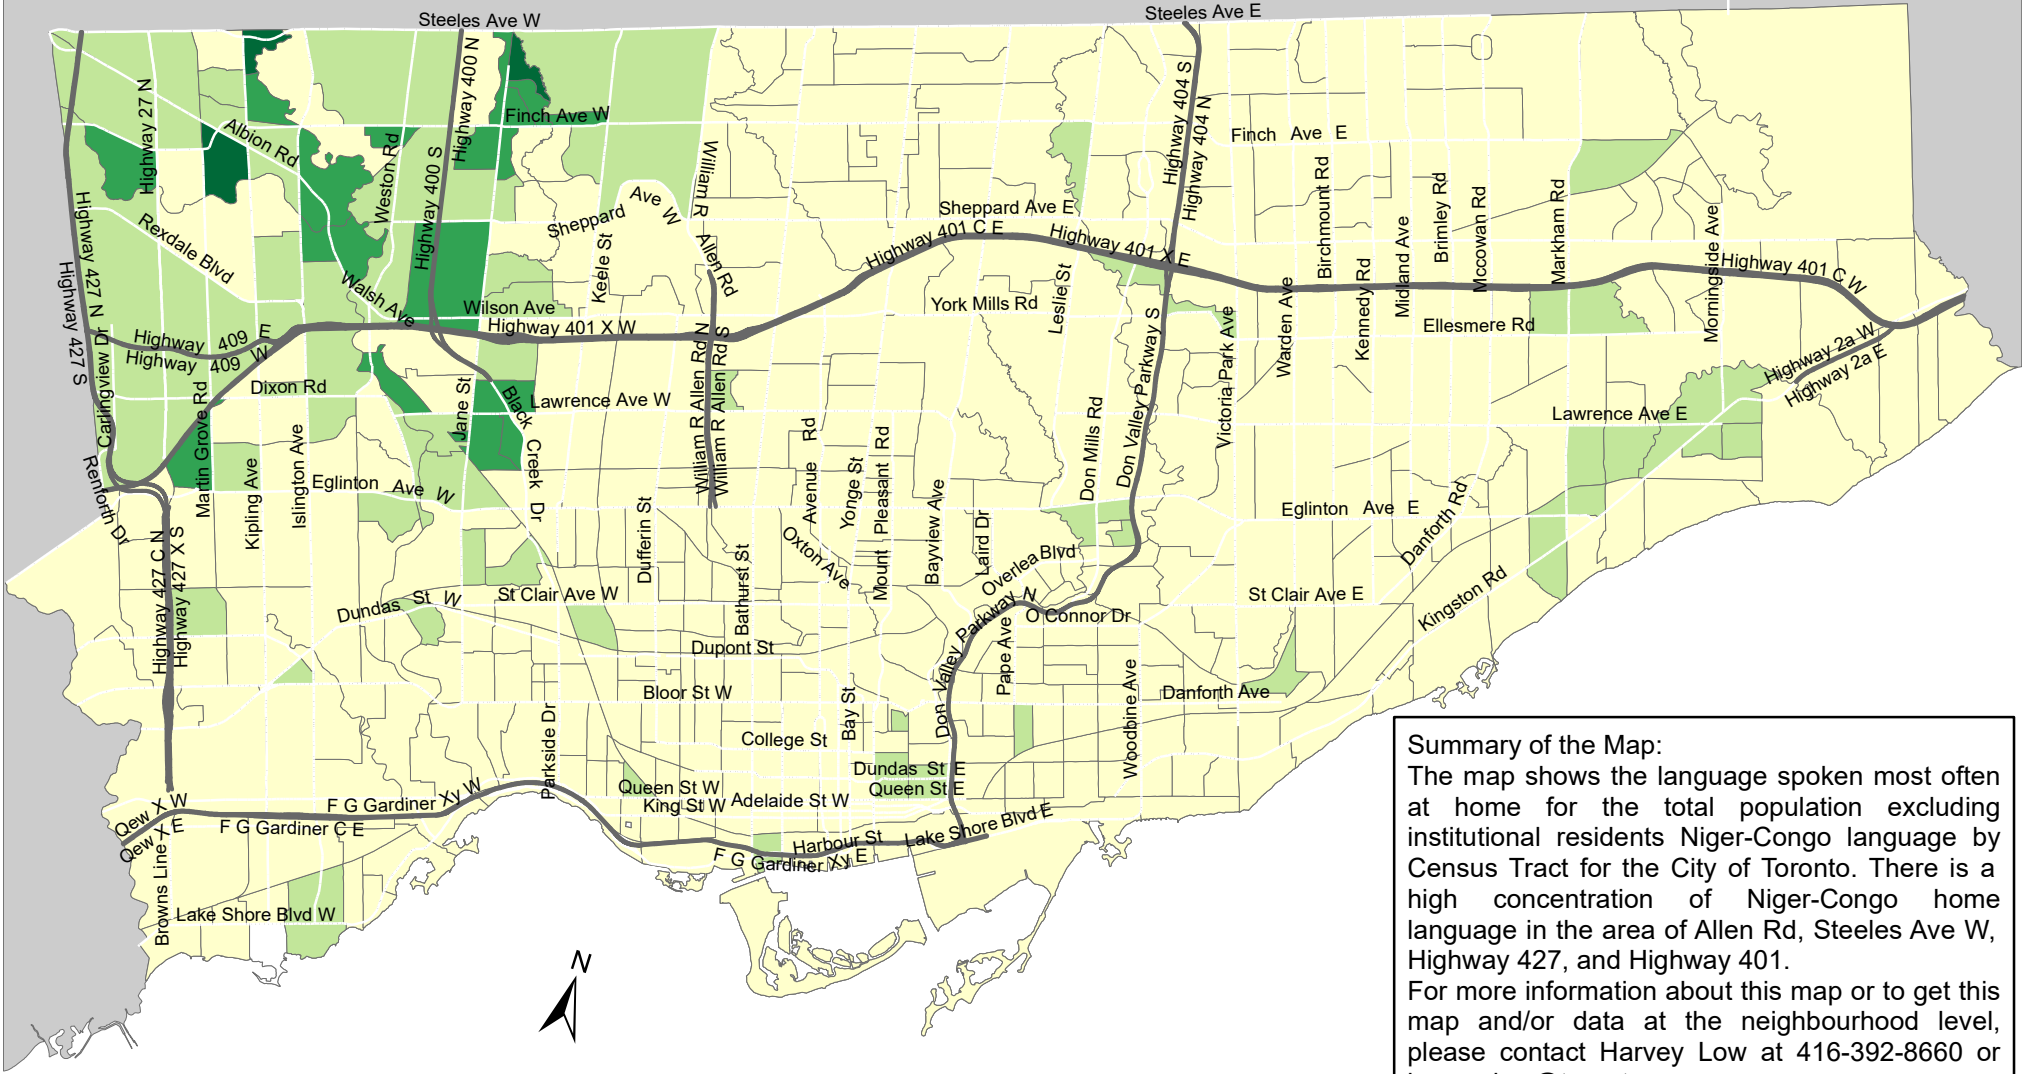 Steeles Ave W
Steeles Ave E
Highway 27 N
Albion Rd
Weston Rd
Highway 400 N
Highway 400 S
Finch Ave W
William R
Allen Rd
Highway 404 S
Highway 404 N
Finch Ave E
Highway 427 N
Highway 427 S
Rexdale Blvd
Sheppard Ave W
Keele St
Sheppard Ave E
Highway 401 C E
Highway 401 X E
Birchmount Rd
Midland Ave
Brimley Rd
Mccowan Rd
Markham Rd
Morningside Ave
Highway 401 C W
Walsh Ave
Wilson Ave
Highway 401 X W
York Mills Rd
Leslie St
Warden Ave
Kennedy Rd
Ellesmere Rd
Highway 409 E
Highway 409 W
Carlingview Dr
Dixon Rd
Martin Grove Rd
Jane St
Black Creek Dr
Lawrence Ave W
William R Allen Rd N
William R Allen Rd S
Don Valley Parkway S
Victoria Park Ave
Highway 2a W
Highway 2a E
Lawrence Ave E
Renforth Dr
Kipling Ave
Islington Ave
Eglinton Ave W
Dufferin St
Bathurst St
Avenue Rd
Yonge St
Mount Pleasant Rd
Oxton Ave
Bayview Ave
Laird Dr
Don Mills Rd
Overlea Blvd
Eglinton Ave E
Danforth Rd
Kingston Rd
Highway 427 C N
Highway 427 X S
Dundas St W
St Clair Ave W
Don Valley Parkway N
O Connor Dr
St Clair Ave E
Dupont St
Pape Ave
Woodbine Ave
Bloor St W
Bay St
Danforth Ave
Parkside Dr
College St
Dundas St E
Queen St E
Queen St W
King St W
Adelaide St W
Qew X W
Qew X E
F G Gardiner Xy W
F G Gardiner C E
Harbour St
Lake Shore Blvd E
F G Gardiner Xy E
Browns Line
Lake Shore Blvd W
N
Summary of the Map:
The map shows the language spoken most often
at home for the total population excluding
institutional residents Niger-Congo language by
Census Tract for the City of Toronto. There is a
high concentration of Niger-Congo home
language in the area of Allen Rd, Steeles Ave W,
Highway 427, and Highway 401.
For more information about this map or to get this
map and/or data at the neighbourhood level,
please contact Harvey Low at 416-392-8660 or